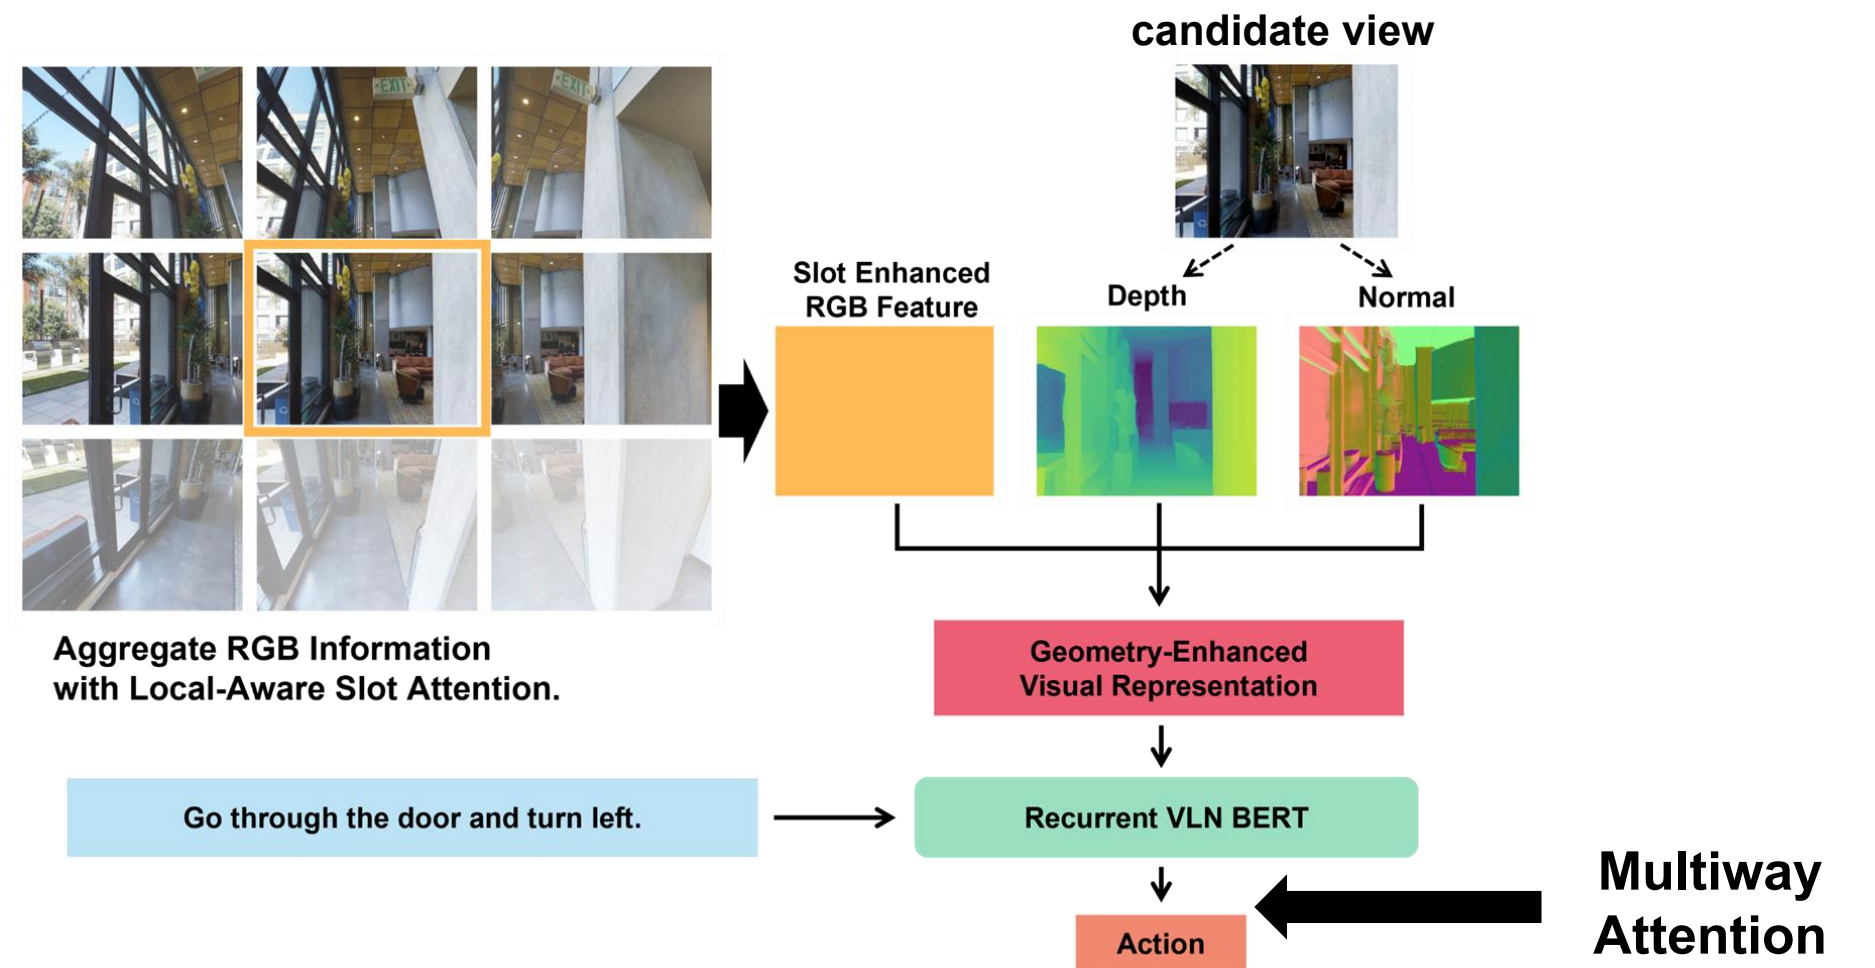 candidate view
EXIT
EXIT
Slot Enhanced
RGB Feature
Depth
Normal
Aggregate RGB Information
with Local-Aware Slot Attention.
Geometry-Enhanced
Visual Representation
Go through the door and turn left.
Recurrent VLN BERT
Multiway
Attention
Action